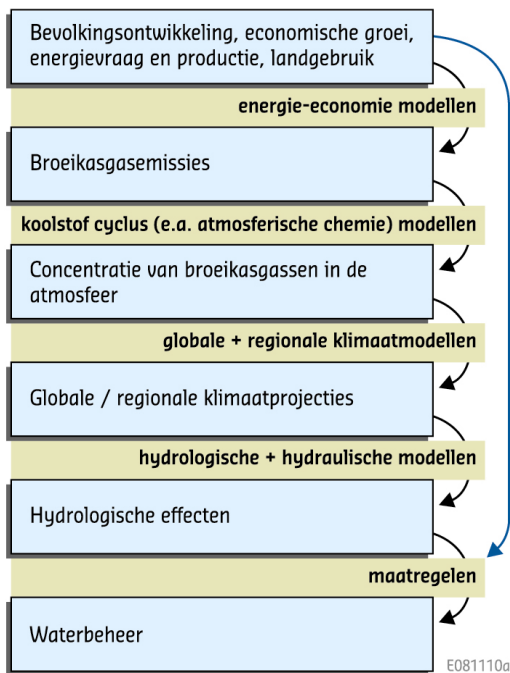 Bevolkingsontwikkeling, economische groei,
energievraag en productie, landgebruik
energie-economie modellen
Broeikasgasemissies
koolstof cyclus (e.a. atmosferische chemie) modellen
Concentratie van broeikasgassen in de
atmosfeer
globale + regionale klimaatmodellen
Globale / regionale klimaatprojecties
hydrologische + hydraulische modellen
Hydrologische effecten
maatregelen
Waterbeheer
E081110a